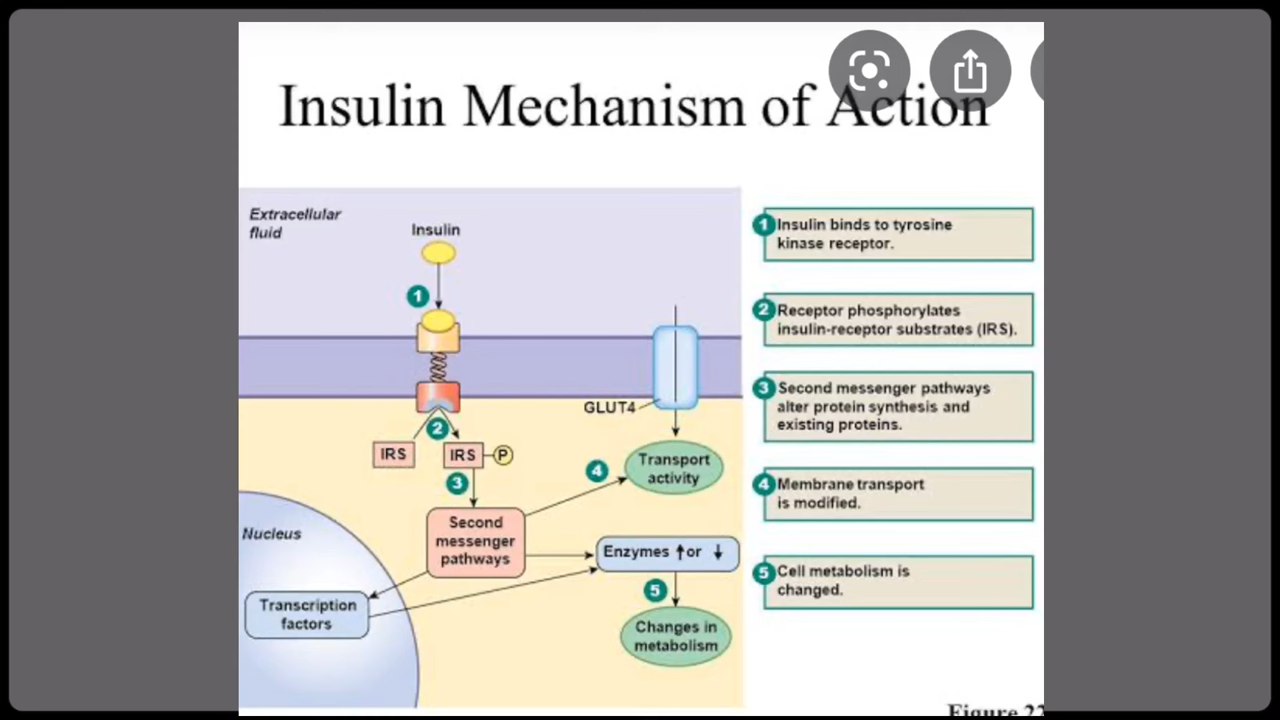 Insulin Mechanism of Action
Extracellular
fluid
Insulin
1
2
IRS
IRS
P
3
GLUT4
4
Transport
activity
Nucleus
Second
messenger
pathways
Enzymes ↑or ↓
5
Transcription
factors
Changes in
metabolism
1 Insulin binds to tyrosine
kinase receptor.
2 Receptor phosphorylates
insulin-receptor substrates (IRS).
3 Second messenger pathways
alter protein synthesis and
existing proteins.
4 Membrane transport
is modified.
5 Cell metabolism is
changed.
Figure 22